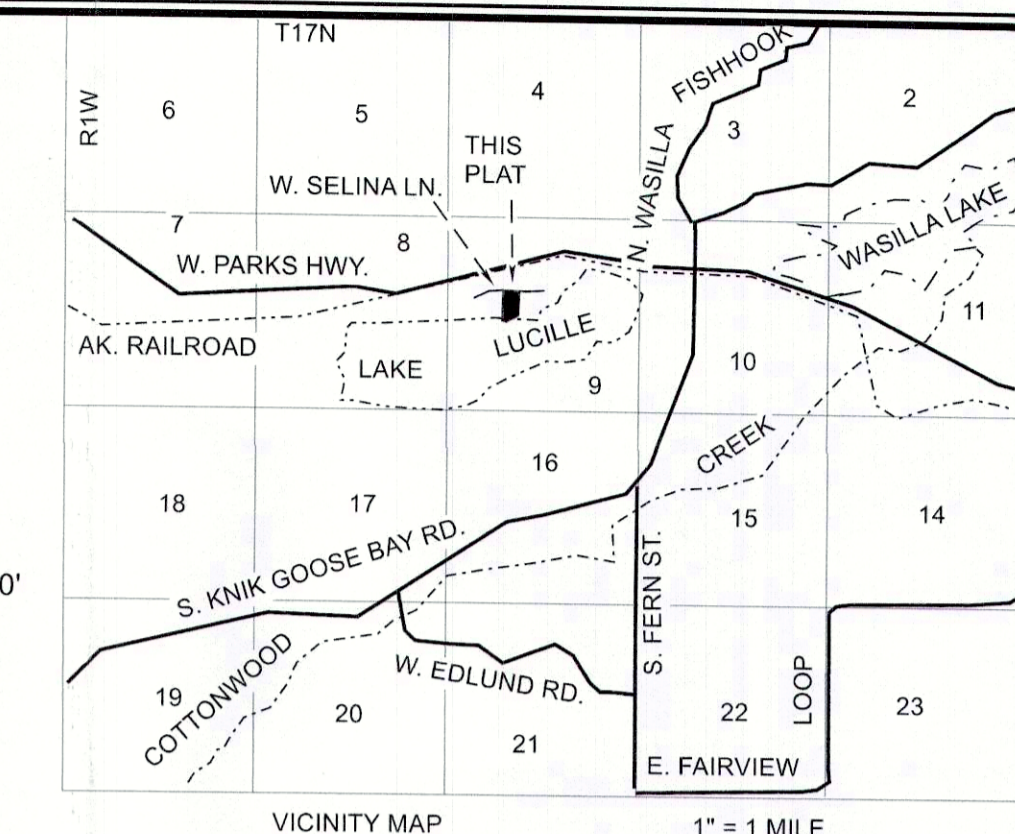 T17N
R1W
6
5
4
FISHHOOK
3
2
N. WASILLA
THIS
PLAT
W. SELINA LN.
7
8
W. PARKS HWY.
WASILLA LAKE
11
AK. RAILROAD
LAKE
LUCILLE
9
10
CREEK
18
17
16
15
14
0'
S. KNIK GOOSE BAY RD.
S. FERN ST.
COTTONWOOD
W. EDLUND RD.
LOOP
19
20
21
22
23
E. FAIRVIEW
VICINITY MAP
1" = 1 MILE